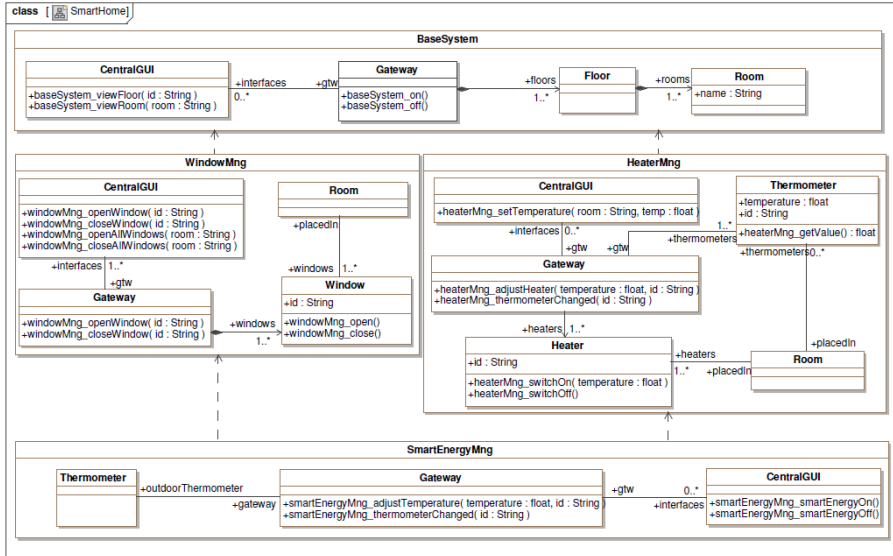 class [ SmartHome]
BaseSystem
CentralGUI
+baseSystem_viewFloor( id : String )
+baseSystem_viewRoom( room : String )
+interfaces
0..*
+gtw
Gateway
+baseSystem_on()
+baseSystem_off()
+floors
1..*
Floor
+rooms
1..*
Room
+name : String
WindowMng
CentralGUI
+windowMng_openWindow( id : String )
+windowMng_closeWindow( id : String )
+windowMng_openAllWindows( room : String )
+windowMng_closeAllWindows( room : String )
Room
+placedIn
+interfaces 1..*
+gtw
+windows 1..*
Gateway
+windowMng_openWindow( id : String )
+windowMng_closeWindow( id : String )
+windows
1..*
Window
+id : String
+windowMng_open()
+windowMng_close()
HeaterMng
CentralGUI
+heaterMng_setTemperature( room : String, temp : float )
+interfaces 0..*
+gtw
Thermometer
+temperature : float
+id : String
+heaterMng_getValue() : float
1..*
+thermometers
+gtw
+thermometers 0..*
Gateway
+heaterMng_adjustHeater( temperature : float, id : String )
+heaterMng_thermometerChanged( id : String )
+heaters 1..*
Heater
+id : String
+heaterMng_switchOn( temperature : float )
+heaterMng_switchOff()
+heaters
1..*
+placedIn
+placedIn
Room
SmartEnergyMng
Thermometer
+outdoorThermometer
+gateway
Gateway
+smartEnergyMng_adjustTemperature( temperature : float, id : String )
+smartEnergyMng_thermometerChanged( id : String )
+gtw
0..*
+interfaces
CentralGUI
+smartEnergyMng_smartEnergyOn()
+smartEnergyMng_smartEnergyOff()